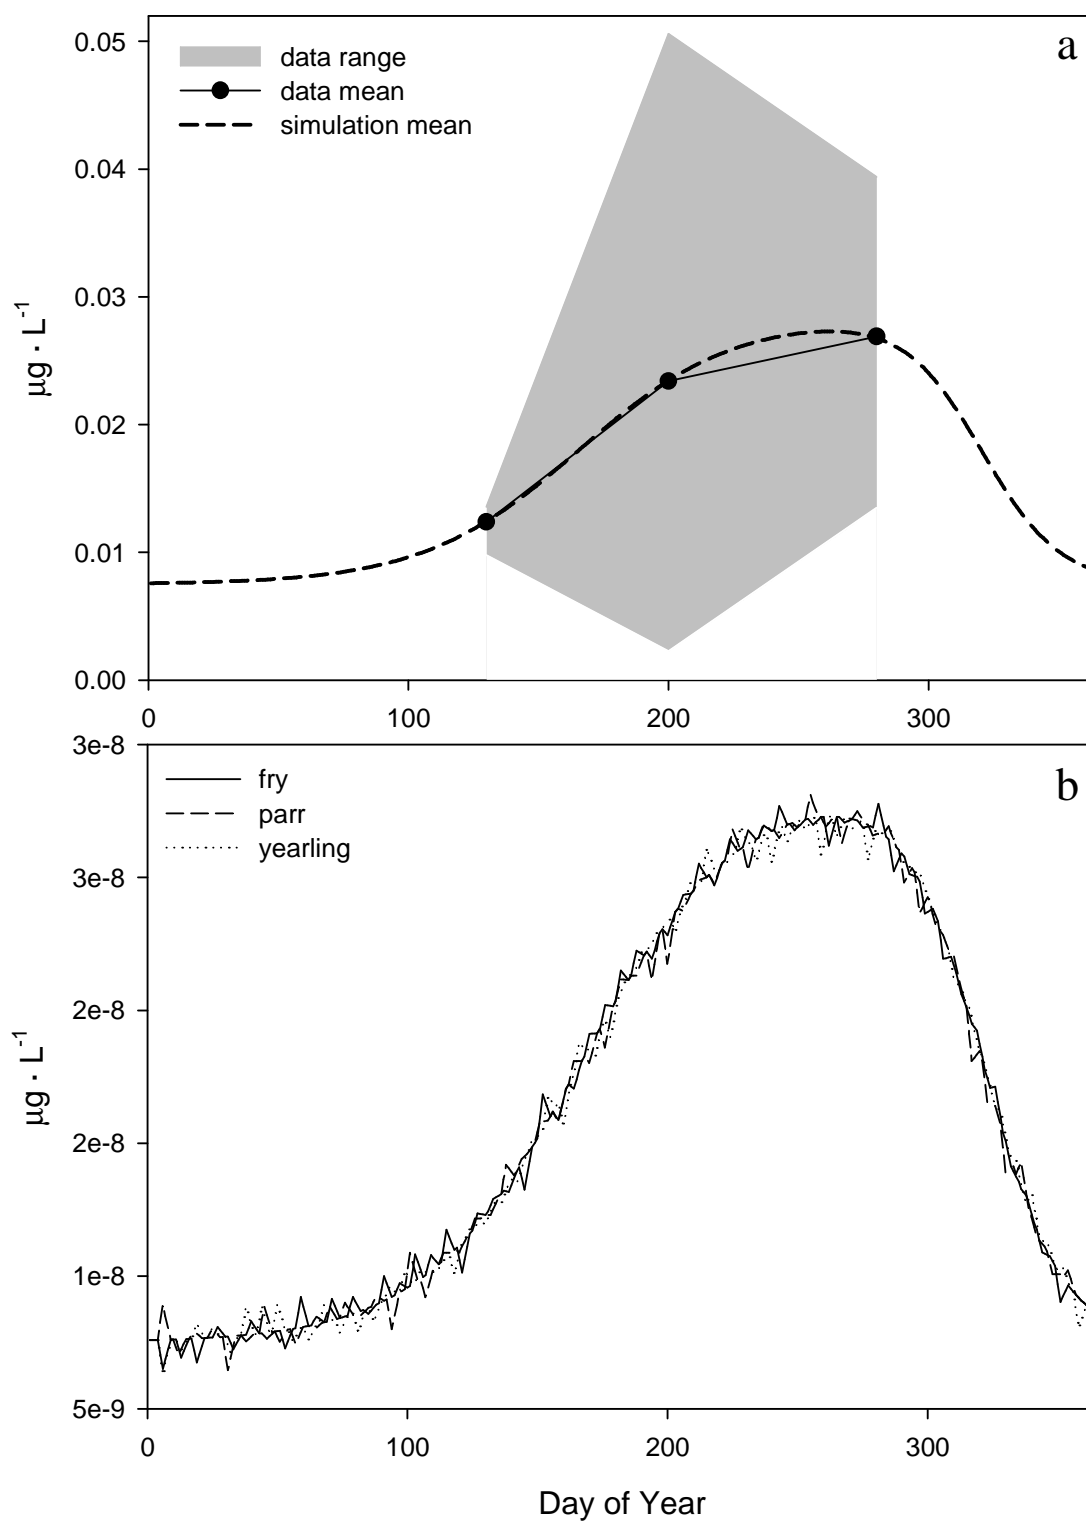 a
data range
data mean
simulation mean
0.05
0.04
0.03
0.02
0.01
0.00
µg · L-1
0 100 200 300
b
fry
parr
yearling
3e-8
3e-8
2e-8
2e-8
1e-8
5e-9
µg · L-1
0 100 200 300
Day of Year